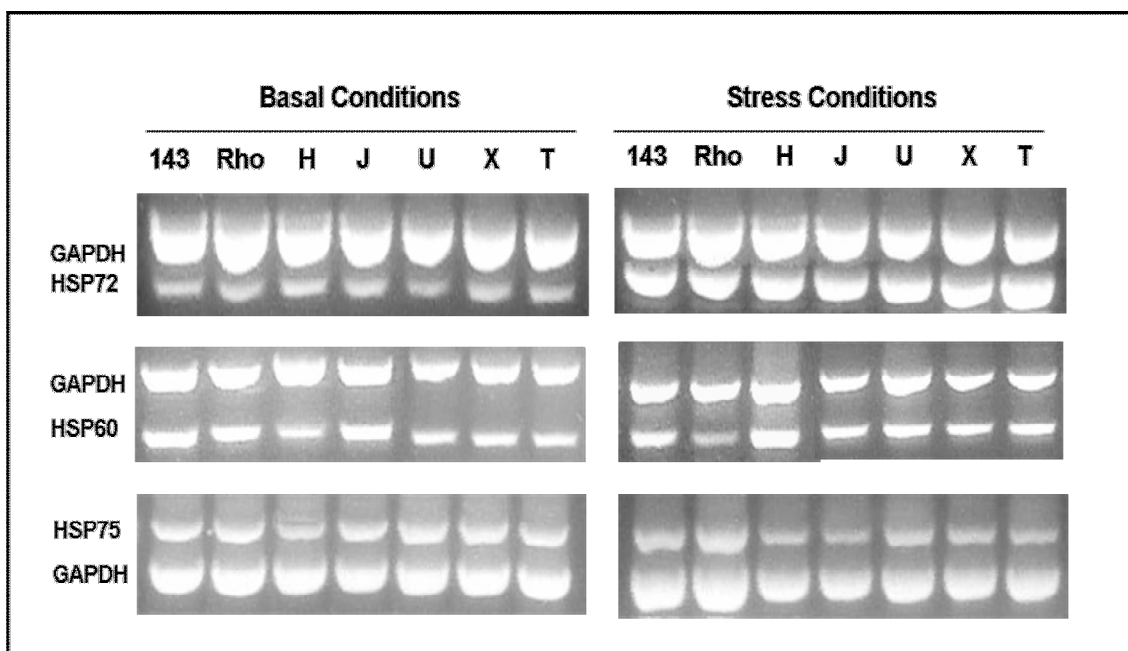 Basal Conditions
Stress Conditions
143 Rho H J U X T
143 Rho H J U X T
GAPDH
HSP72
GAPDH
HSP60
HSP75
GAPDH